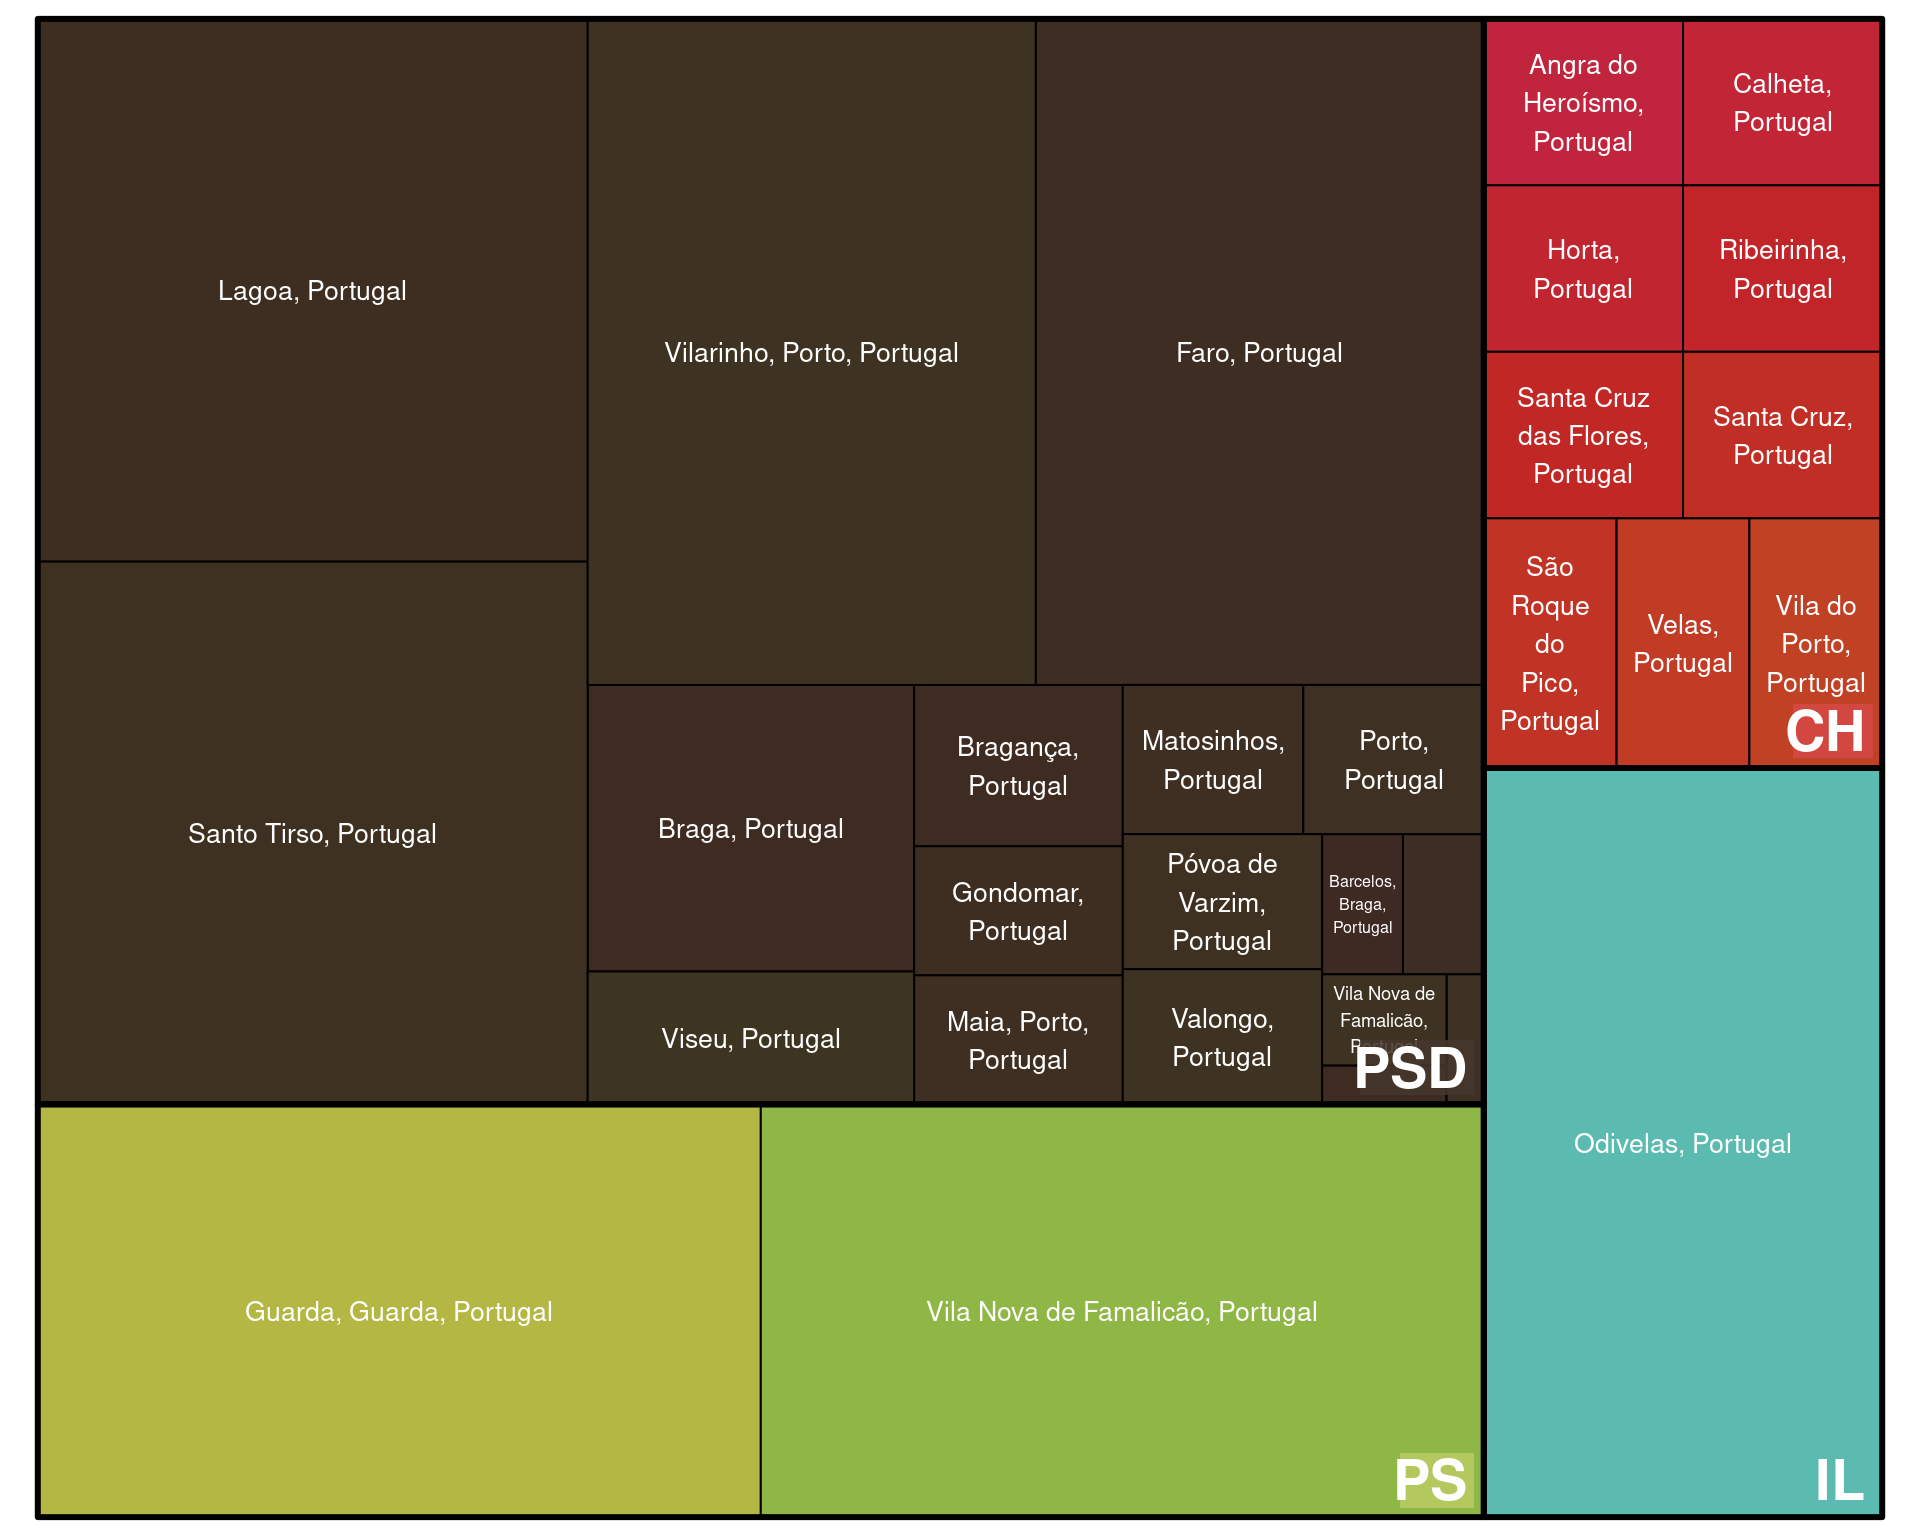 Lagoa, Portugal
Vilarinho, Porto, Portugal
Faro, Portugal
Santo Tirso, Portugal
Braga, Portugal
Viseu, Portugal
Bragança,
Portugal
Gondomar,
Portugal
Maia, Porto,
Portugal
Matosinhos,
Portugal
Porto,
Portugal
Póvoa de
Varzim,
Portugal
Valongo,
Portugal
Barcelos,
Braga,
Portugal
Vila Nova de
Famalicão,
Portugal
PSD
Guarda, Guarda, Portugal
Vila Nova de Famalicão, Portugal
PS
Angra do
Heroísmo,
Portugal
Calheta,
Portugal
Horta,
Portugal
Ribeirinha,
Portugal
Santa Cruz
das Flores,
Portugal
Santa Cruz,
Portugal
São
Roque
do
Pico,
Portugal
Velas,
Portugal
Vila do
Porto,
Portugal
CH
Odivelas, Portugal
IL